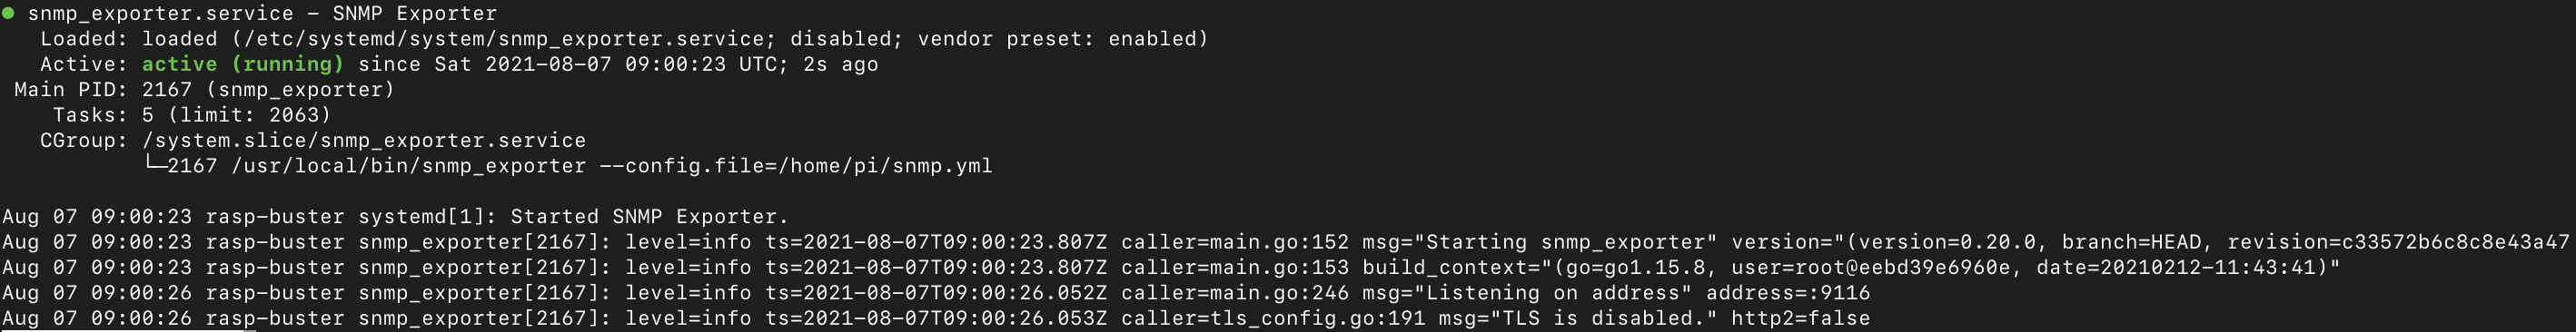 ● snmp_exporter.service - SNMP Exporter
   Loaded: loaded (/etc/systemd/system/snmp_exporter.service; disabled; vendor preset: enabled)
   Active: active (running) since Sat 2021-08-07 09:00:23 UTC; 2s ago
 Main PID: 2167 (snmp_exporter)
    Tasks: 5 (limit: 2063)
   CGroup: /system.slice/snmp_exporter.service
           └─2167 /usr/local/bin/snmp_exporter --config.file=/home/pi/snmp.yml

Aug 07 09:00:23 rasp-buster systemd[1]: Started SNMP Exporter.
Aug 07 09:00:23 rasp-buster snmp_exporter[2167]: level=info ts=2021-08-07T09:00:23.807Z caller=main.go:152 msg="Starting snmp_exporter" version="(version=0.20.0, branch=HEAD, revision=c33572b6c8c8e43a47
Aug 07 09:00:23 rasp-buster snmp_exporter[2167]: level=info ts=2021-08-07T09:00:23.807Z caller=main.go:153 build_context="(go=go1.15.8, user=root@eebd39e6960e, date=20210212-11:43:41)"
Aug 07 09:00:26 rasp-buster snmp_exporter[2167]: level=info ts=2021-08-07T09:00:26.052Z caller=main.go:246 msg="Listening on address" address=:9116
Aug 07 09:00:26 rasp-buster snmp_exporter[2167]: level=info ts=2021-08-07T09:00:26.053Z caller=tls_config.go:191 msg="TLS is disabled." http2=false